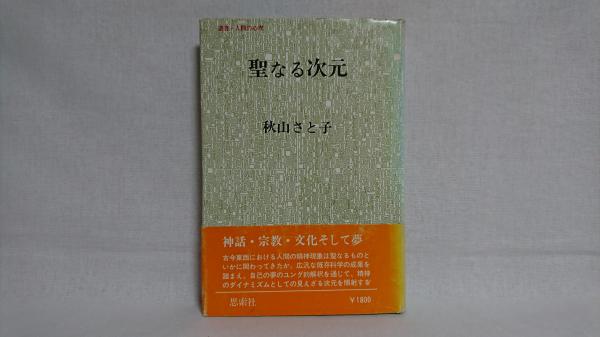 叢書・人間の心理
聖なる次元
秋山さと子
神話・宗教・文化そして夢
古今東西における人間の精神現象は聖なるものと
いかに関わってきたか。広汎な既存科学の成果を
踏まえ、自己の夢のユング的解釈を通じて、精神
のダイナミズムとしての見えざる次元を照射する
思索社
￥1800